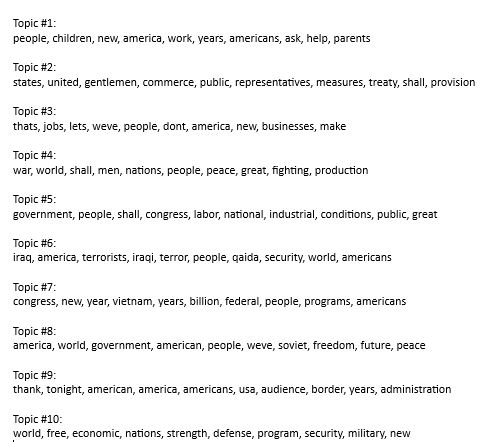 Topic #1:
people, children, new, america, work, years, americans, ask, help, parents
Topic #2:
states, united, gentlemen, commerce, public, representatives, measures, treaty, shall, provision
Topic #3:
thats, jobs, lets, weve, people, dont, america, new, businesses, make
Topic #4:
war, world, shall, men, nations, people, peace, great, fighting, production
Topic #5:
government, people, shall, congress, labor, national, industrial, conditions, public, great
Topic #6:
iraq, america, terrorists, iraqi, terror, people, qaida, security, world, americans
Topic #7:
congress, new, year, vietnam, years, billion, federal, people, programs, americans
Topic #8:
america, world, government, american, people, weve, soviet, freedom, future, peace
Topic #9:
thank, tonight, american, america, americans, usa, audience, border, years, administration
Topic #10:
world, free, economic, nations, strength, defense, program, security, military, new